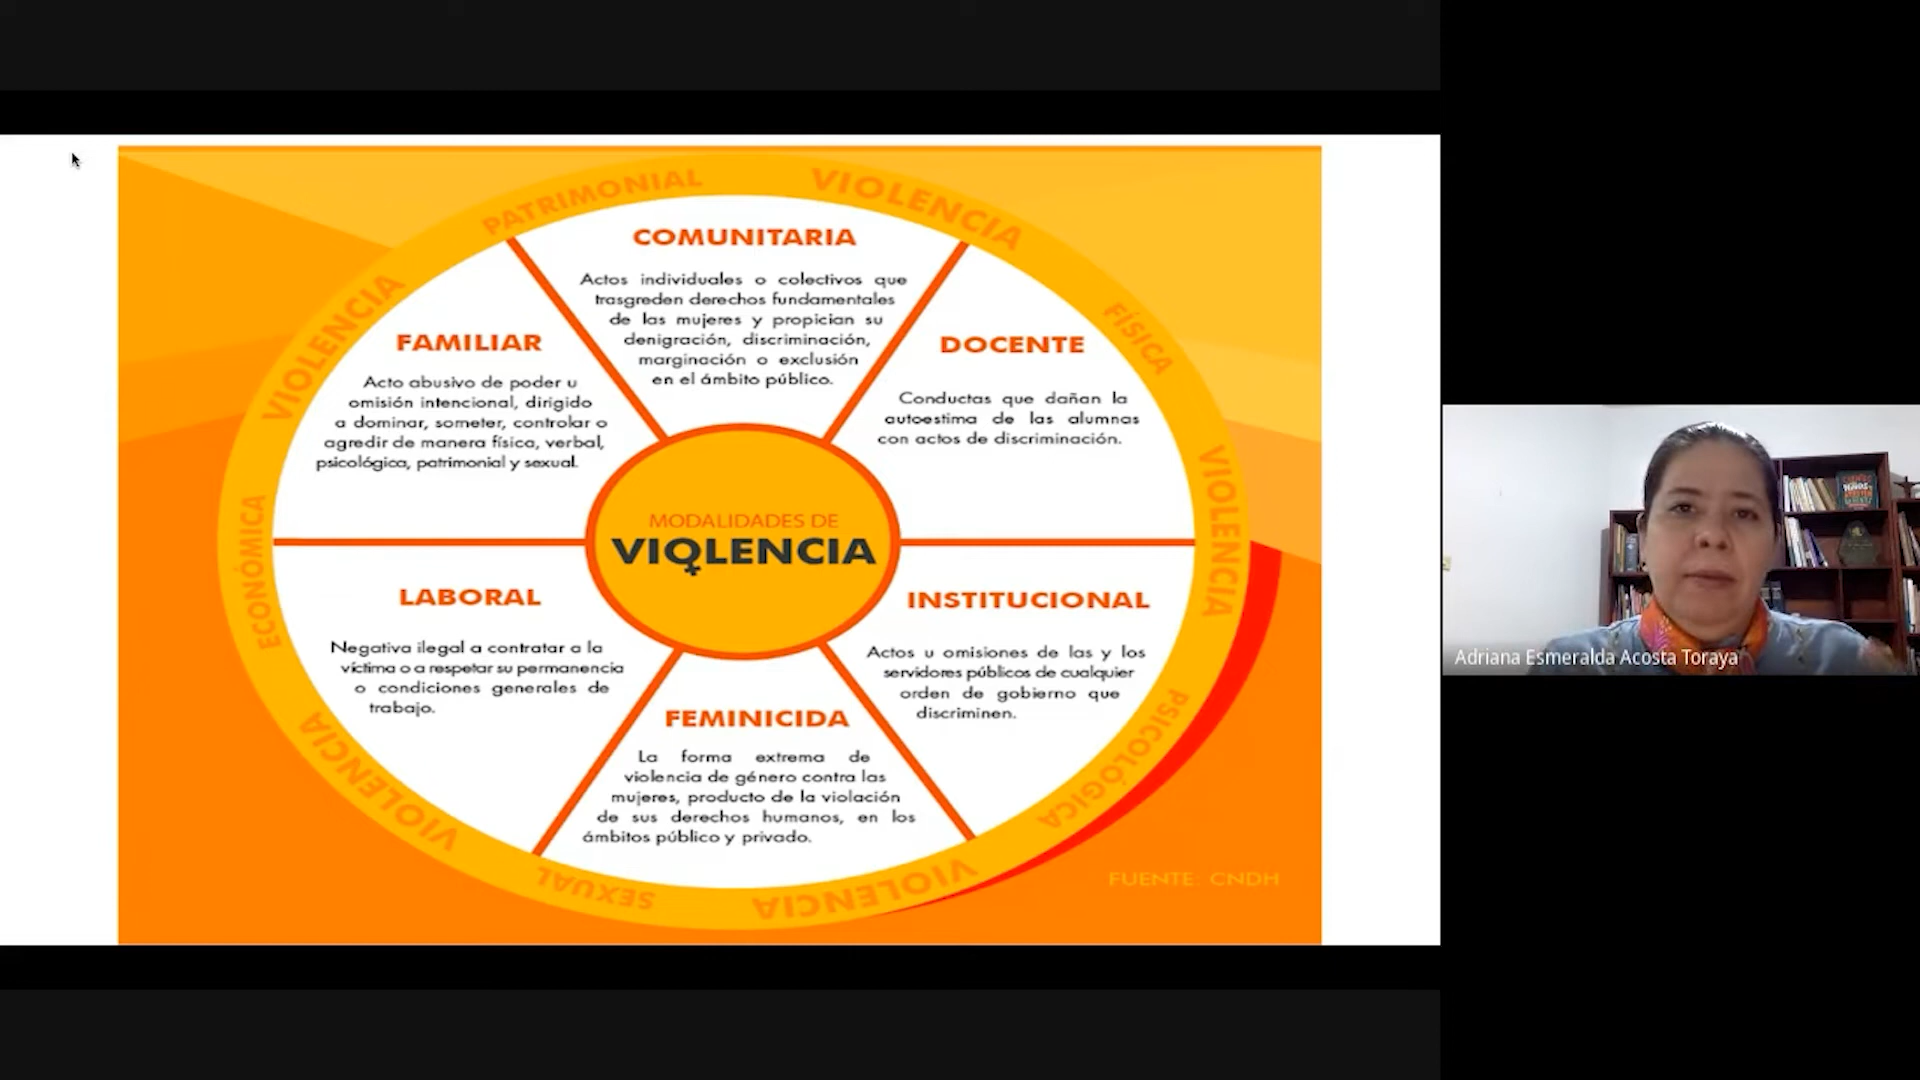 PATRIMONIAL
VIOLENCIA
FÍSICA
VIOLENCIA
PSICOLÓGICA
VIOLENCIA
SEXUAL
VIOLENCIA
ECONÓMICA
VIOLENCIA
COMUNITARIA
Actos individuales o colectivos que
trasgreden derechos fundamentales
de las mujeres y propician su
denigración, discriminación,
marginación o exclusión
en el ámbito público.
FAMILIAR
Acto abusivo de poder u
omisión intencional, dirigido
a dominar, someter, controlar o
agredir de manera física, verbal,
psicológica, patrimonial y sexual.
DOCENTE
Conductas que dañan la
autoestima de las alumnas
con actos de discriminación.
MODALIDADES DE
VIOLENCIA
LABORAL
Negativa ilegal a contratar a la
víctima o a respetar su permanencia
o condiciones generales de
trabajo.
INSTITUCIONAL
Actos u omisiones de las y los
servidores públicos de cualquier
orden de gobierno que
discriminen.
FEMINICIDA
La forma extrema de
violencia de género contra las
mujeres, producto de la violación
de sus derechos humanos, en los
ámbitos público y privado.
FUENTE: CNDH
Adriana Esmeralda Acosta Toraya